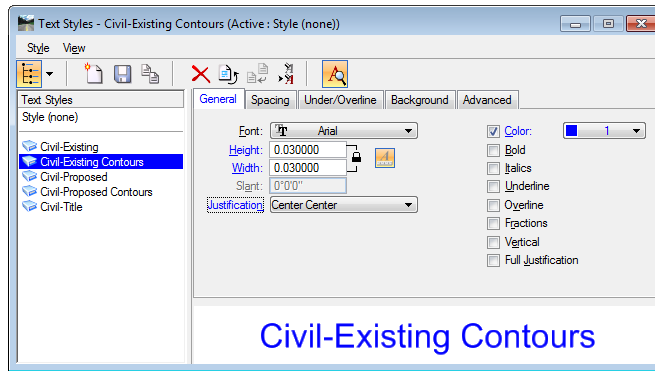 Text Styles - Civil-Existing Contours (Active : Style (none))
Style View
Text Styles
Style (none)
Civil-Existing
Civil-Existing Contours
Civil-Proposed
Civil-Proposed Contours
Civil-Title
General Spacing Under/Overline Background Advanced
Font: Arial
Height: 0.030000
Width: 0.030000
Slant: 0°0'0"
Justification: Center Center
Color: 1
Bold
Italics
Underline
Overline
Fractions
Vertical
Full Justification
Civil-Existing Contours